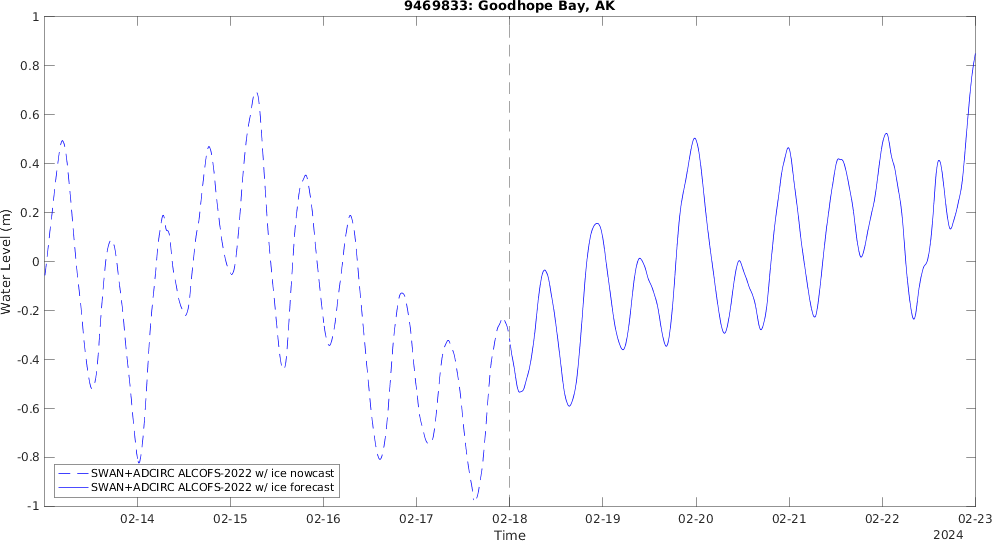 9469833: Goodhope Bay, AK
1
0.8
0.6
0.4
0.2
0
-0.2
-0.4
-0.6
-0.8
-1
Water Level (m)
SWAN+ADCIRC ALCOFS-2022 w/ ice nowcast
SWAN+ADCIRC ALCOFS-2022 w/ ice forecast
02-14 02-15 02-16 02-17 02-18 02-19 02-20 02-21 02-22 02-23
Time
2024